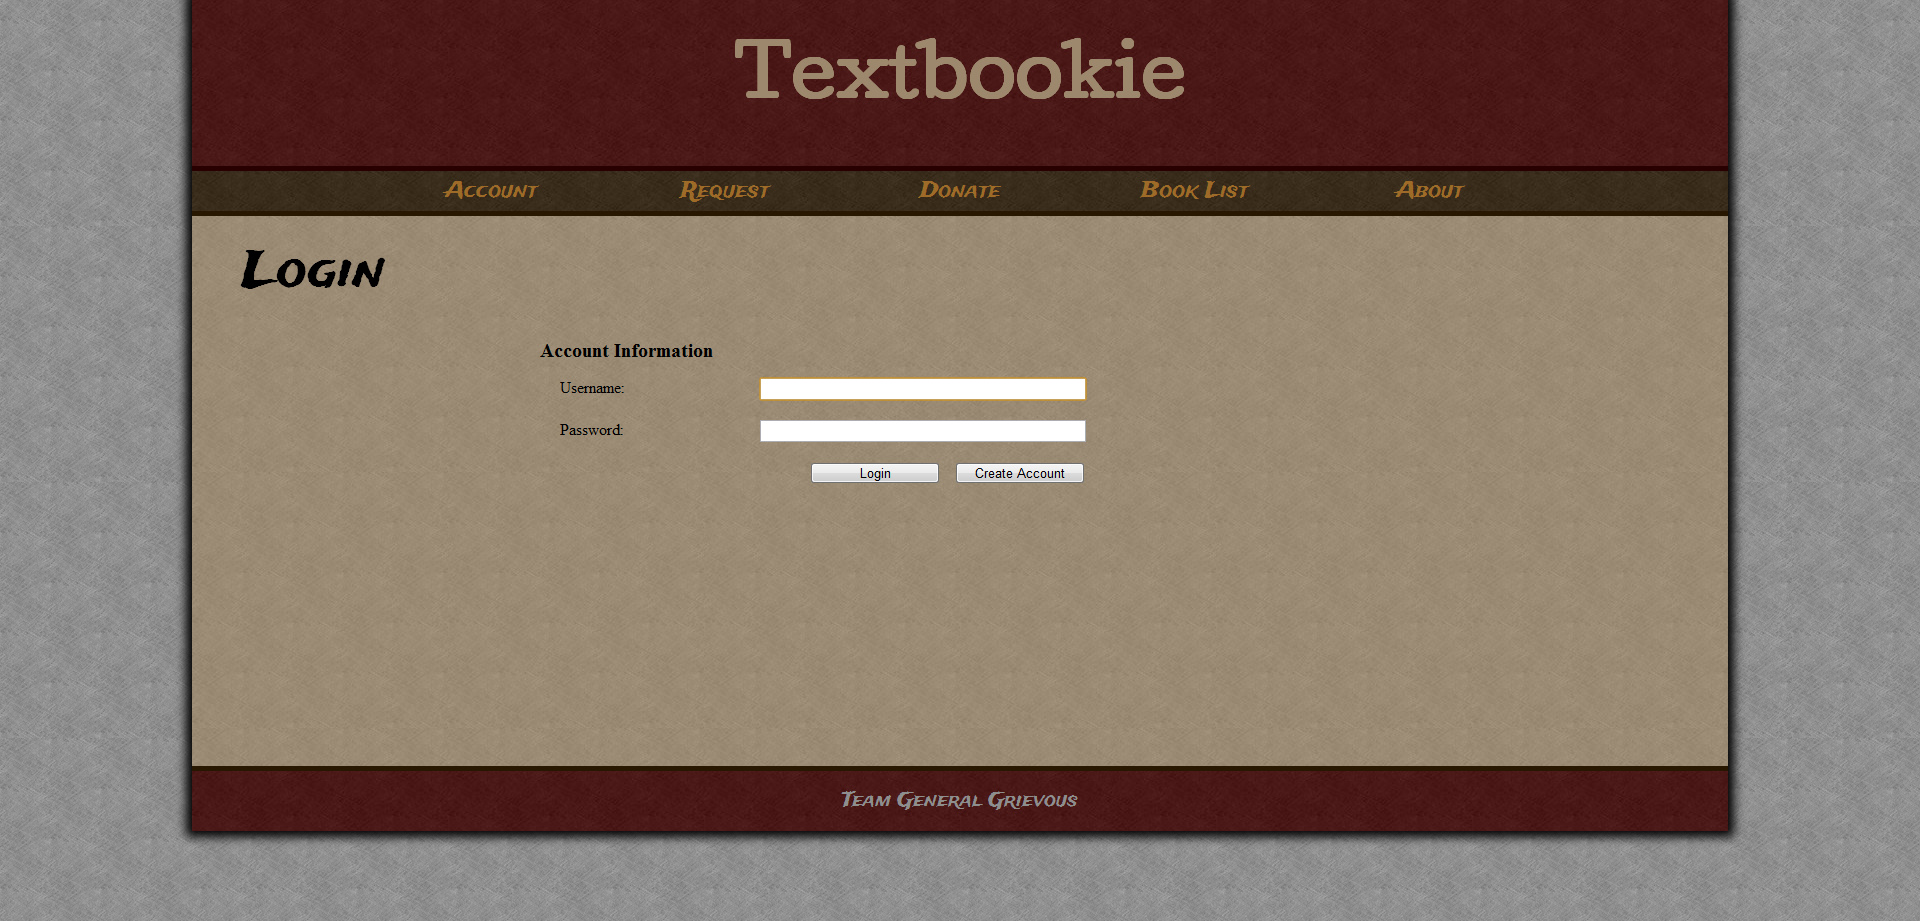 Textbookie
Account Request Donate Book List About
Login
Account Information
Username:
Password:
Login Create Account
Team General Grievous